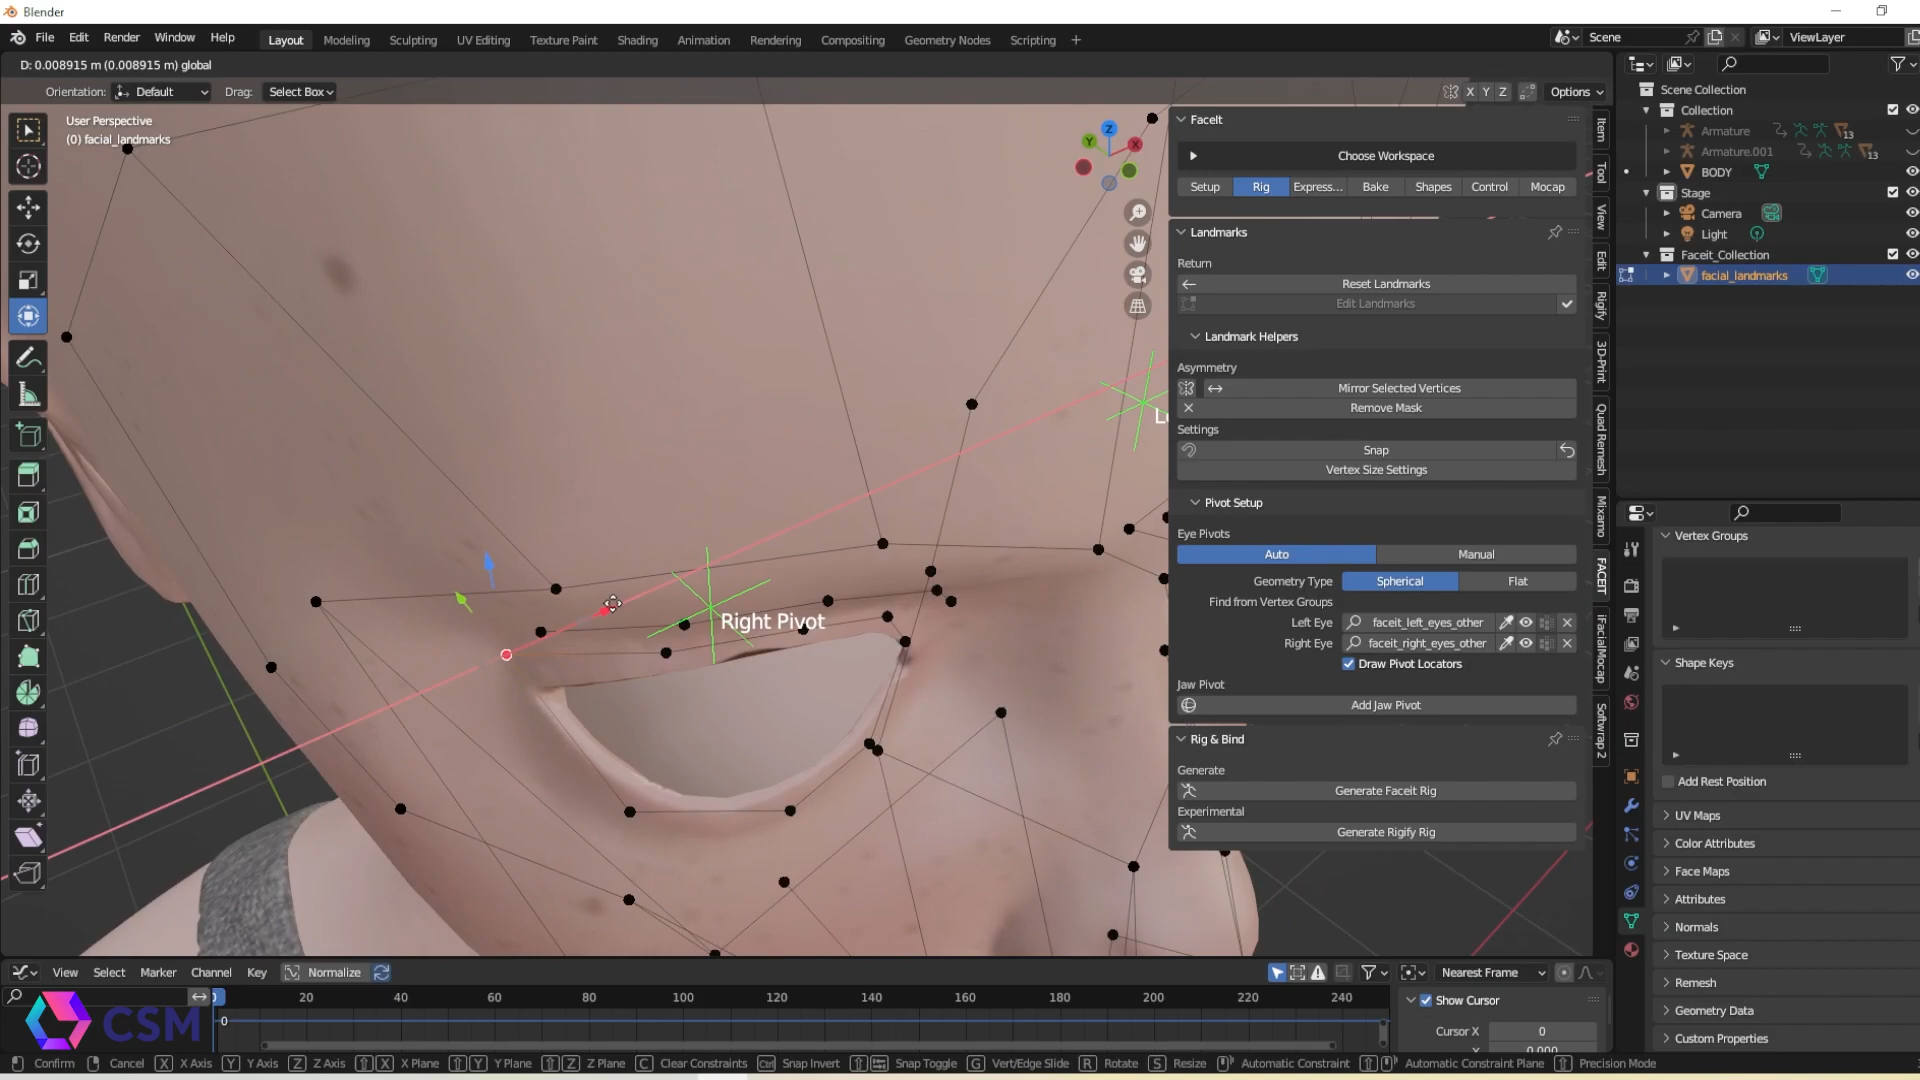 Blender
File Edit Render Window Help
Layout Modeling Sculpting UV Editing Texture Paint Shading Animation Rendering Compositing Geometry Nodes Scripting +
Scene
ViewLayer
D: 0.008915 m (0.008915 m) global
Orientation: Default Drag: Select Box
X Y Z Options
User Perspective
(0) facial_landmarks
Z
Y
X
Right Pivot
FaceIt
Choose Workspace
Setup Rig Express... Bake Shapes Control Mocap
Landmarks
Return
Reset Landmarks
Edit Landmarks
Landmark Helpers
Asymmetry
Mirror Selected Vertices
Remove Mask
Settings
Snap
Vertex Size Settings
Pivot Setup
Eye Pivots
Auto Manual
Geometry Type Spherical Flat
Find from Vertex Groups
Left Eye faceit_left_eyes_other
Right Eye faceit_right_eyes_other
Draw Pivot Locators
Jaw Pivot
Add Jaw Pivot
Rig & Bind
Generate
Generate Faceit Rig
Experimental
Generate Rigify Rig
Item
Tool
View
Edit
Rigify
3D-Print
Quad Remesh
Mixamo
FACEIT
iFacialMocap
Softwrap 2
Scene Collection
Collection
Armature 13
Armature.001 13
BODY
Stage
Camera
Light
Faceit_Collection
facial_landmarks
Vertex Groups
Shape Keys
Add Rest Position
UV Maps
Color Attributes
Face Maps
Attributes
Normals
Texture Space
Remesh
Geometry Data
Custom Properties
View Select Marker Channel Key Normalize
Nearest Frame
20 40 60 80 100 120 140 160 180 200 220 240
0
CSM
Show Cursor
Cursor X 0
Confirm Cancel X X Axis Y Y Axis Z Z Axis X X Plane Y Y Plane Z Z Plane C Clear Constraints Ctrl Snap Invert Snap Toggle G Vert/Edge Slide R Rotate S Resize Automatic Constraint Automatic Constraint Plane Precision Mode